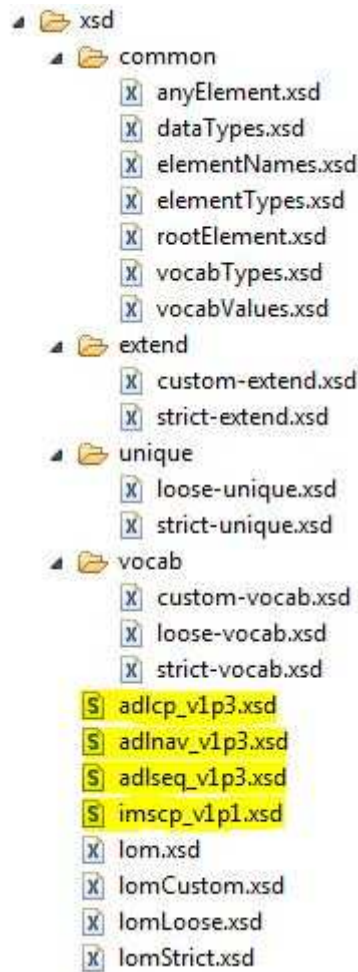 xsd
common
anyElement.xsd
dataTypes.xsd
elementNames.xsd
elementTypes.xsd
rootElement.xsd
vocabTypes.xsd
vocabValues.xsd
extend
custom-extend.xsd
strict-extend.xsd
unique
loose-unique.xsd
strict-unique.xsd
vocab
custom-vocab.xsd
loose-vocab.xsd
strict-vocab.xsd
adlcp_v1p3.xsd
adlnav_v1p3.xsd
adlseq_v1p3.xsd
imscp_v1p1.xsd
lom.xsd
lomCustom.xsd
lomLoose.xsd
lomStrict.xsd